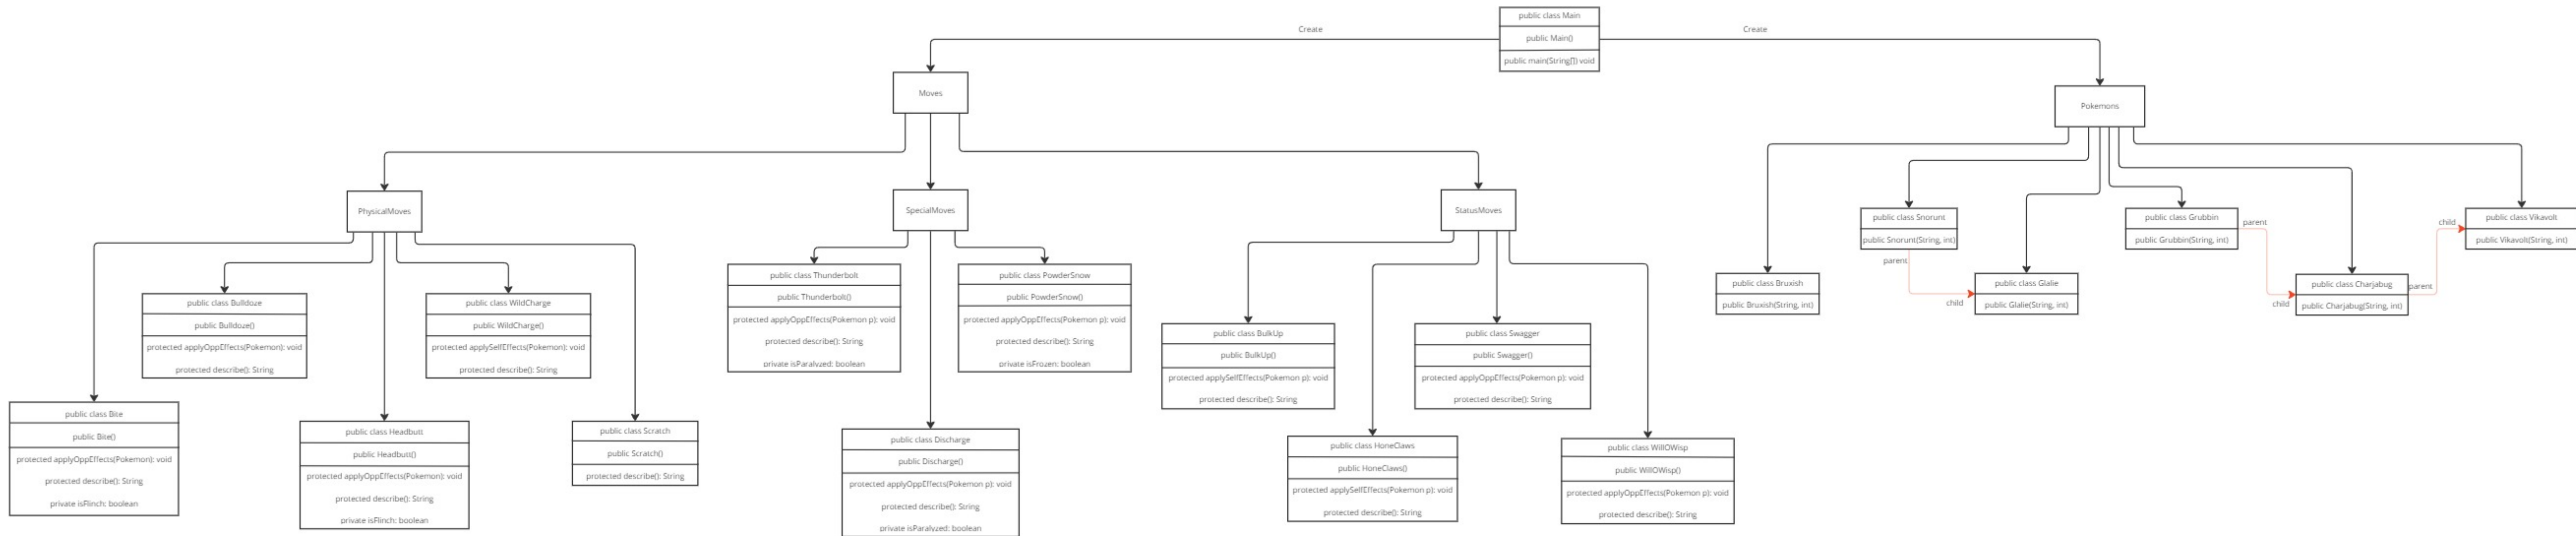 public class Main
public Main()
public main(String[]) void
Create
Create
Moves
Pokemons
PhysicalMoves
SpecialMoves
StatusMoves
public class Bite
public Bite()
protected applyOppEffects(Pokemon): void
protected describe(): String
private isFlinch: boolean
public class Bulldoze
public Bulldoze()
protected applyOppEffects(Pokemon): void
protected describe(): String
public class Headbutt
public Headbutt()
protected applyOppEffects(Pokemon): void
protected describe(): String
private isFlinch: boolean
public class WildCharge
public WildCharge()
protected applySelfEffects(Pokemon): void
protected describe(): String
public class Scratch
public Scratch()
protected describe(): String
public class Thunderbolt
public Thunderbolt()
protected applyOppEffects(Pokemon p): void
protected describe(): String
private isParalyzed: boolean
public class Discharge
public Discharge()
protected applyOppEffects(Pokemon p): void
protected describe(): String
private isParalyzed: boolean
public class PowderSnow
public PowderSnow()
protected applyOppEffects(Pokemon p): void
protected describe(): String
private isFrozen: boolean
public class BulkUp
public BulkUp()
protected applySelfEffects(Pokemon p): void
protected describe(): String
public class HoneClaws
public HoneClaws()
protected applySelfEffects(Pokemon p): void
protected describe(): String
public class Swagger
public Swagger()
protected applyOppEffects(Pokemon p): void
protected describe(): String
public class WillOWisp
public WillOWisp()
protected applyOppEffects(Pokemon p): void
protected describe(): String
public class Bruxish
public Bruxish(String, int)
public class Snorunt
public Snorunt(String, int)
parent
child
public class Glalie
public Glalie(String, int)
public class Grubbin
public Grubbin(String, int)
parent
child
public class Charjabug
public Charjabug(String, int)
parent
child
public class Vikavolt
public Vikavolt(String, int)